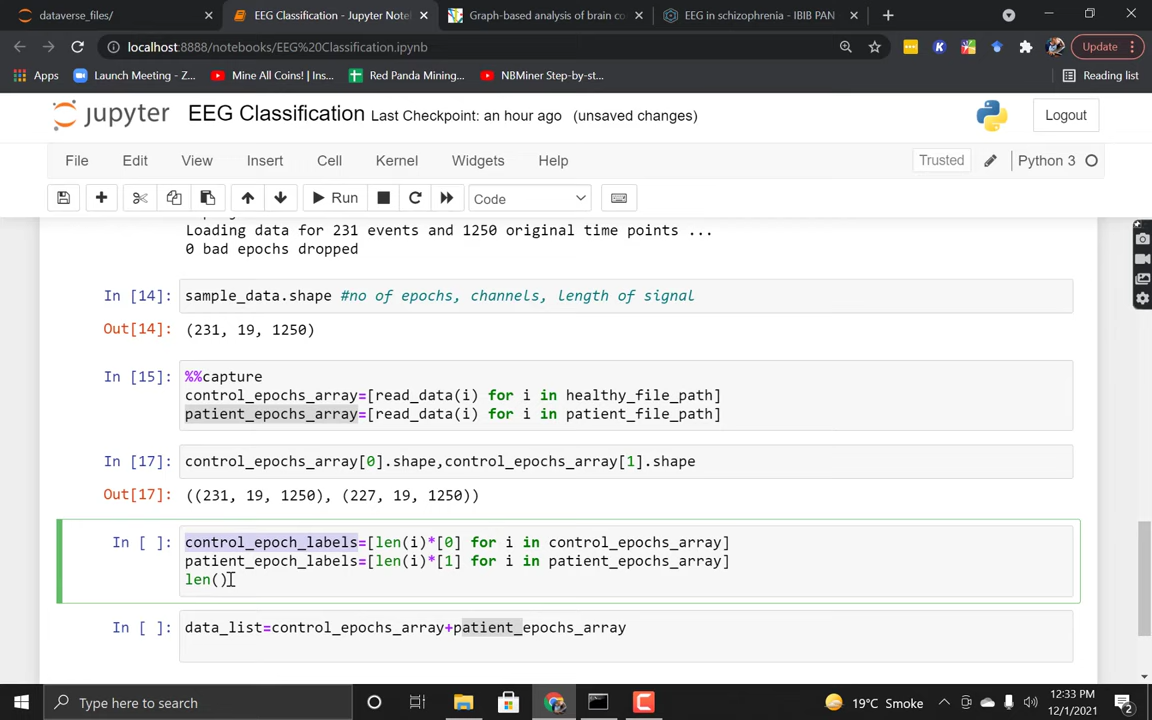 dataverse_files/
EEG Classification - Jupyter Note
Graph-based analysis of brain co
EEG in schizophrenia - IBIB PAN
localhost:8888/notebooks/EEG%20Classification.ipynb
Update
Apps
Launch Meeting - Z...
Mine All Coins! | Ins...
Red Panda Mining...
NBMiner Step-by-st...
Reading list
jupyter
EEG Classification Last Checkpoint: an hour ago (unsaved changes)
Logout
File Edit View Insert Cell Kernel Widgets Help
Trusted
Python 3
Run
Code
Loading data for 231 events and 1250 original time points ...
0 bad epochs dropped
In [14]: sample_data.shape #no of epochs, channels, length of signal
Out[14]: (231, 19, 1250)
In [15]: %%capture
control_epochs_array=[read_data(i) for i in healthy_file_path]
patient_epochs_array=[read_data(i) for i in patient_file_path]
In [17]: control_epochs_array[0].shape,control_epochs_array[1].shape
Out[17]: ((231, 19, 1250), (227, 19, 1250))
In [ ]: control_epoch_labels=[len(i)*[0] for i in control_epochs_array]
patient_epoch_labels=[len(i)*[1] for i in patient_epochs_array]
len()
In [ ]: data_list=control_epochs_array+patient_epochs_array
Type here to search
19°C Smoke
12:33 PM
12/1/2021
2